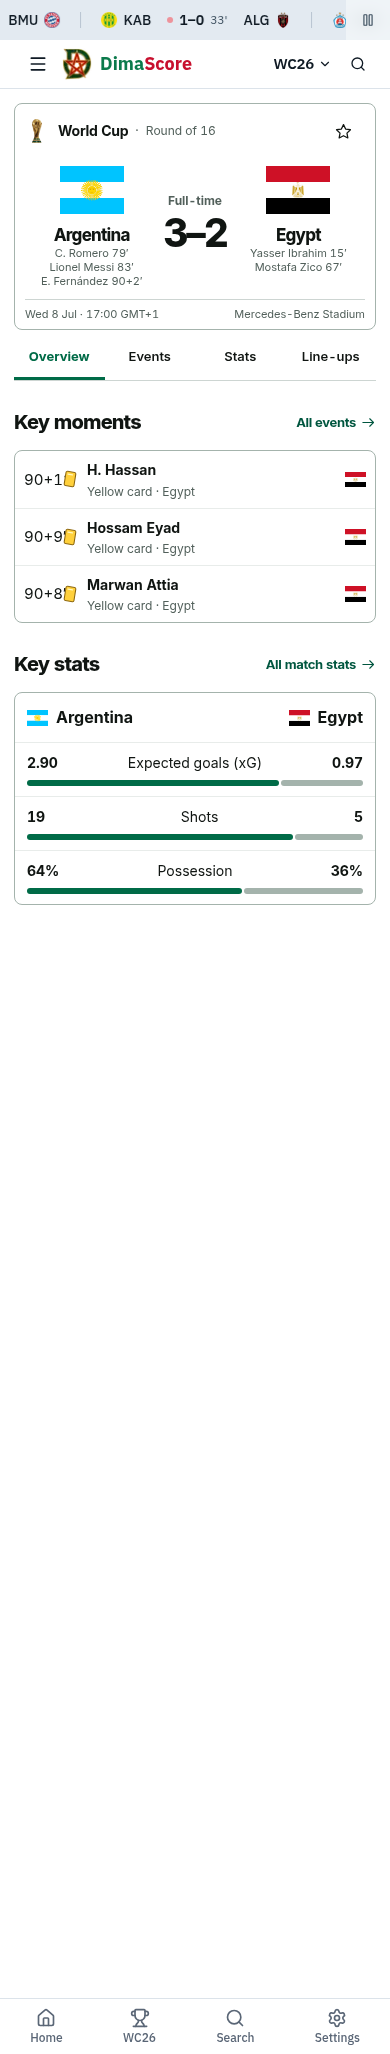 BMU KAB 1–0 33' ALG
DimaScore WC26
World Cup · Round of 16
Full-time
3–2
Argentina Egypt
C. Romero 79' Yasser Ibrahim 15'
Lionel Messi 83' Mostafa Zico 67'
E. Fernández 90+2'
Wed 8 Jul · 17:00 GMT+1 Mercedes-Benz Stadium
Overview Events Stats Line-ups
Key moments All events →
90+1 H. Hassan
Yellow card · Egypt
90+9' Hossam Eyad
Yellow card · Egypt
90+8' Marwan Attia
Yellow card · Egypt
Key stats All match stats →
Argentina Egypt
2.90 Expected goals (xG) 0.97
19 Shots 5
64% Possession 36%
Home WC26 Search Settings